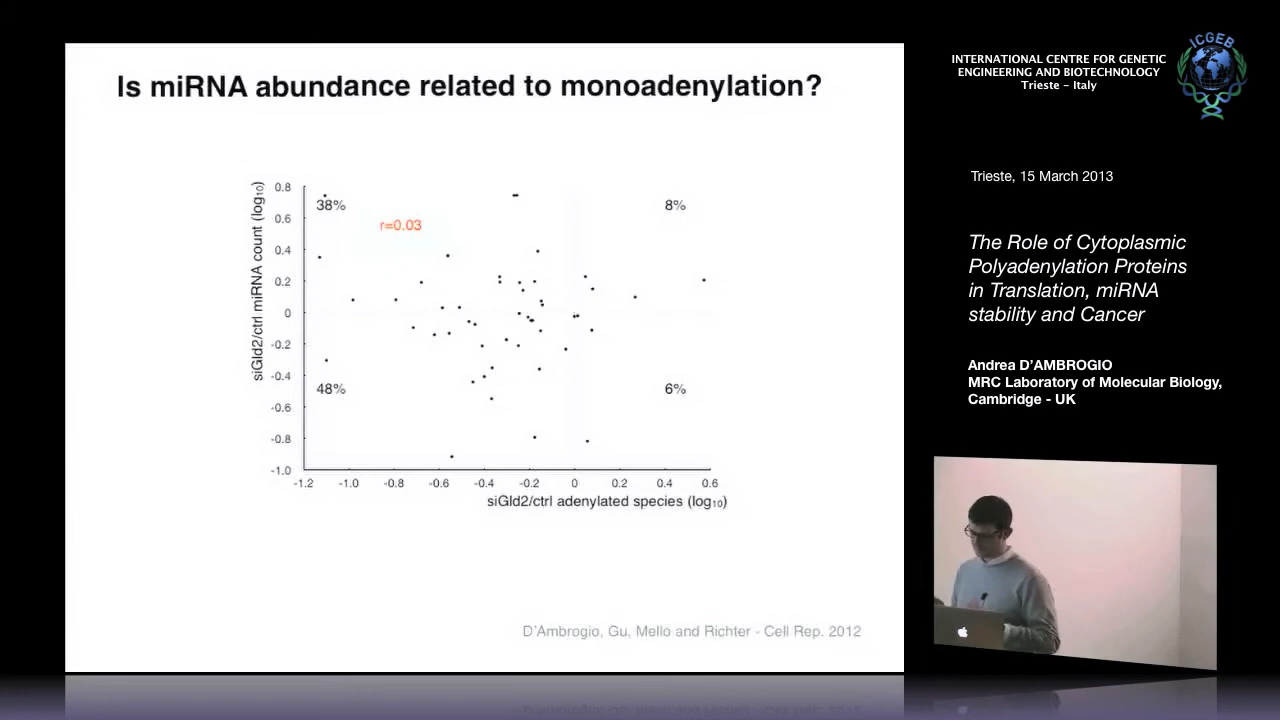 Is miRNA abundance related to monoadenylation?
siGld2/ctrl miRNA count (log10)
0.8
0.6
0.4
0.2
0
-0.2
-0.4
-0.6
-0.8
-1.0
38%
8%
r=0.03
48%
6%
-1.2 -1.0 -0.8 -0.6 -0.4 -0.2 0 0.2 0.4 0.6
siGld2/ctrl adenylated species (log10)
D'Ambrogio, Gu, Mello and Richter - Cell Rep. 2012
INTERNATIONAL CENTRE FOR GENETIC
ENGINEERING AND BIOTECHNOLOGY
Trieste - Italy
ICGEB
Trieste, 15 March 2013
The Role of Cytoplasmic
Polyadenylation Proteins
in Translation, miRNA
stability and Cancer
Andrea D'AMBROGIO
MRC Laboratory of Molecular Biology,
Cambridge - UK